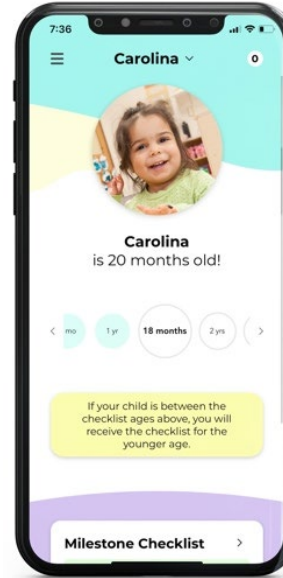 7:36
Carolina
0
Carolina
is 20 months old!
mo
1 yr
18 months
2 yrs
If your child is between the
checklist ages above, you will
receive the checklist for the
younger age.
Milestone Checklist